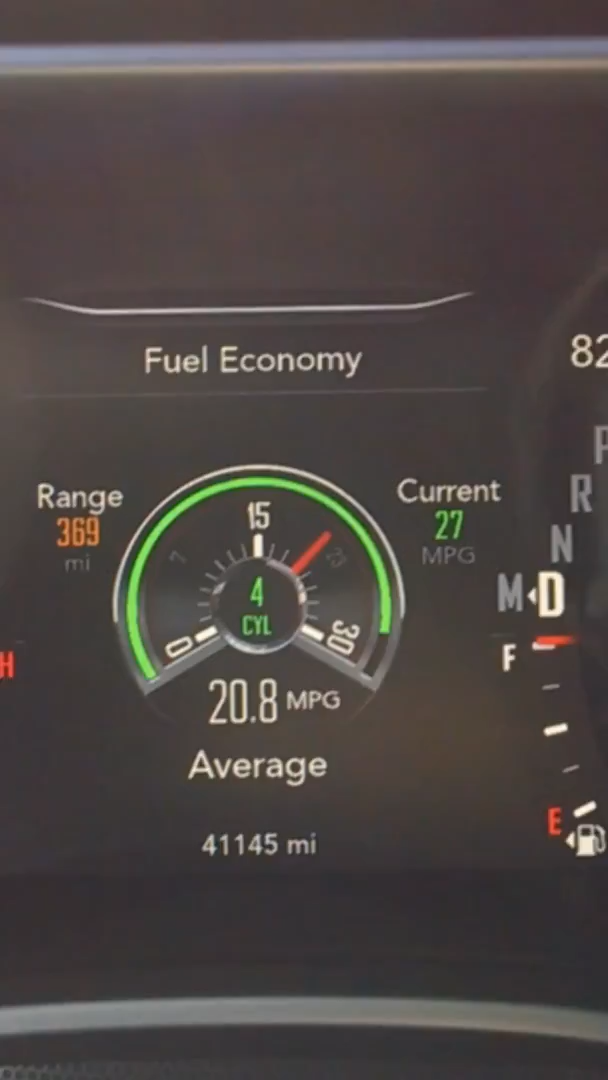 Fuel Economy
82
Range
369
mi
Current
27
MPG
P
R
N
M D
15
4
CYL
0
30
20.8 MPG
Average
41145 mi
H
F
E